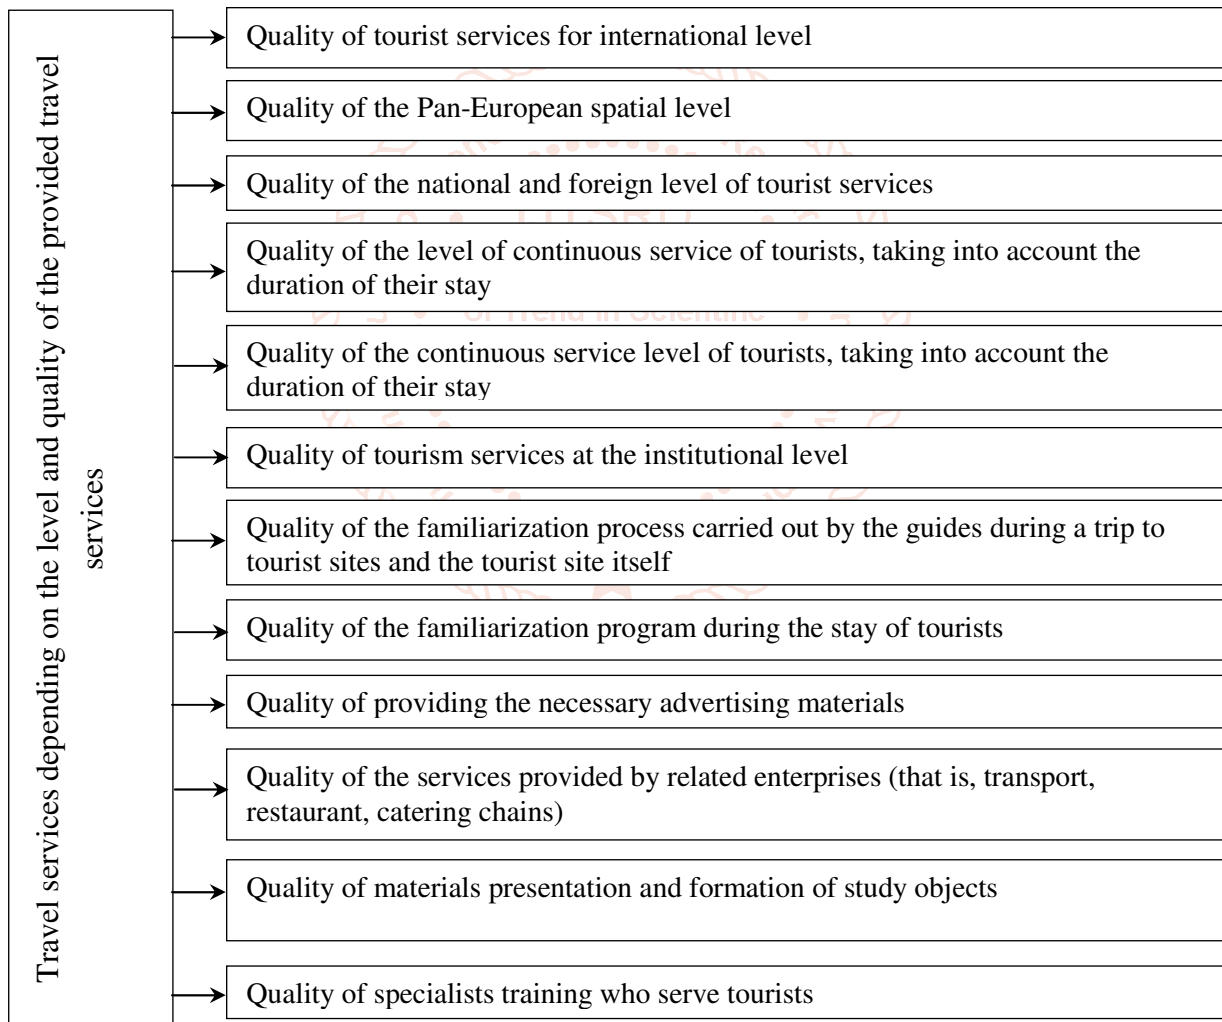 Travel services depending on the level and quality of the provided travel
services
Quality of tourist services for international level
Quality of the Pan-European spatial level
Quality of the national and foreign level of tourist services
Quality of the level of continuous service of tourists, taking into account the
duration of their stay
Quality of the continuous service level of tourists, taking into account the
duration of their stay
Quality of tourism services at the institutional level
Quality of the familiarization process carried out by the guides during a trip to
tourist sites and the tourist site itself
Quality of the familiarization program during the stay of tourists
Quality of providing the necessary advertising materials
Quality of the services provided by related enterprises (that is, transport,
restaurant, catering chains)
Quality of materials presentation and formation of study objects
Quality of specialists training who serve tourists